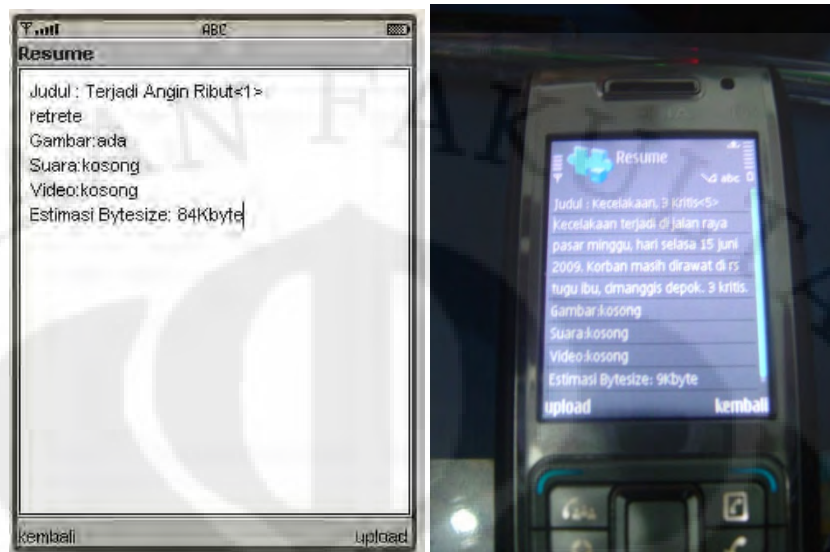 ABC
Resume
Judul : Terjadi Angin Ribut<1>
retrete
Gambar:ada
Suara:kosong
Video:kosong
Estimasi Bytesize: 84Kbyte
kembali
upload
Resume
abc
Judul : Kecelakaan, 3 Kritis<5>
Kecelakaan terjadi di jalan raya
pasar minggu, hari selasa 15 juni
2009. Korban masih dirawat di rs
tugu ibu, cimanggis depok. 3 kritis.
Gambar:kosong
Suara:kosong
Video:kosong
Estimasi Bytesize: 9Kbyte
upload
kembali